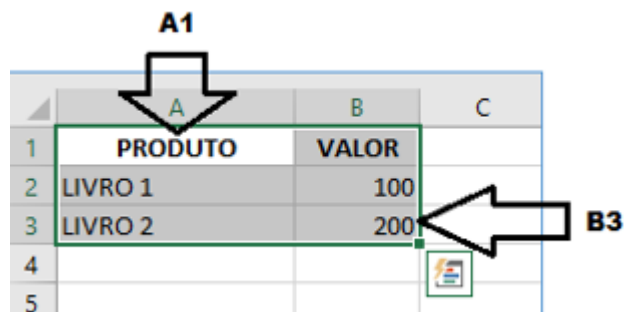 A1
A B C
1 PRODUTO VALOR
2 LIVRO 1 100
3 LIVRO 2 200
B3
4
5